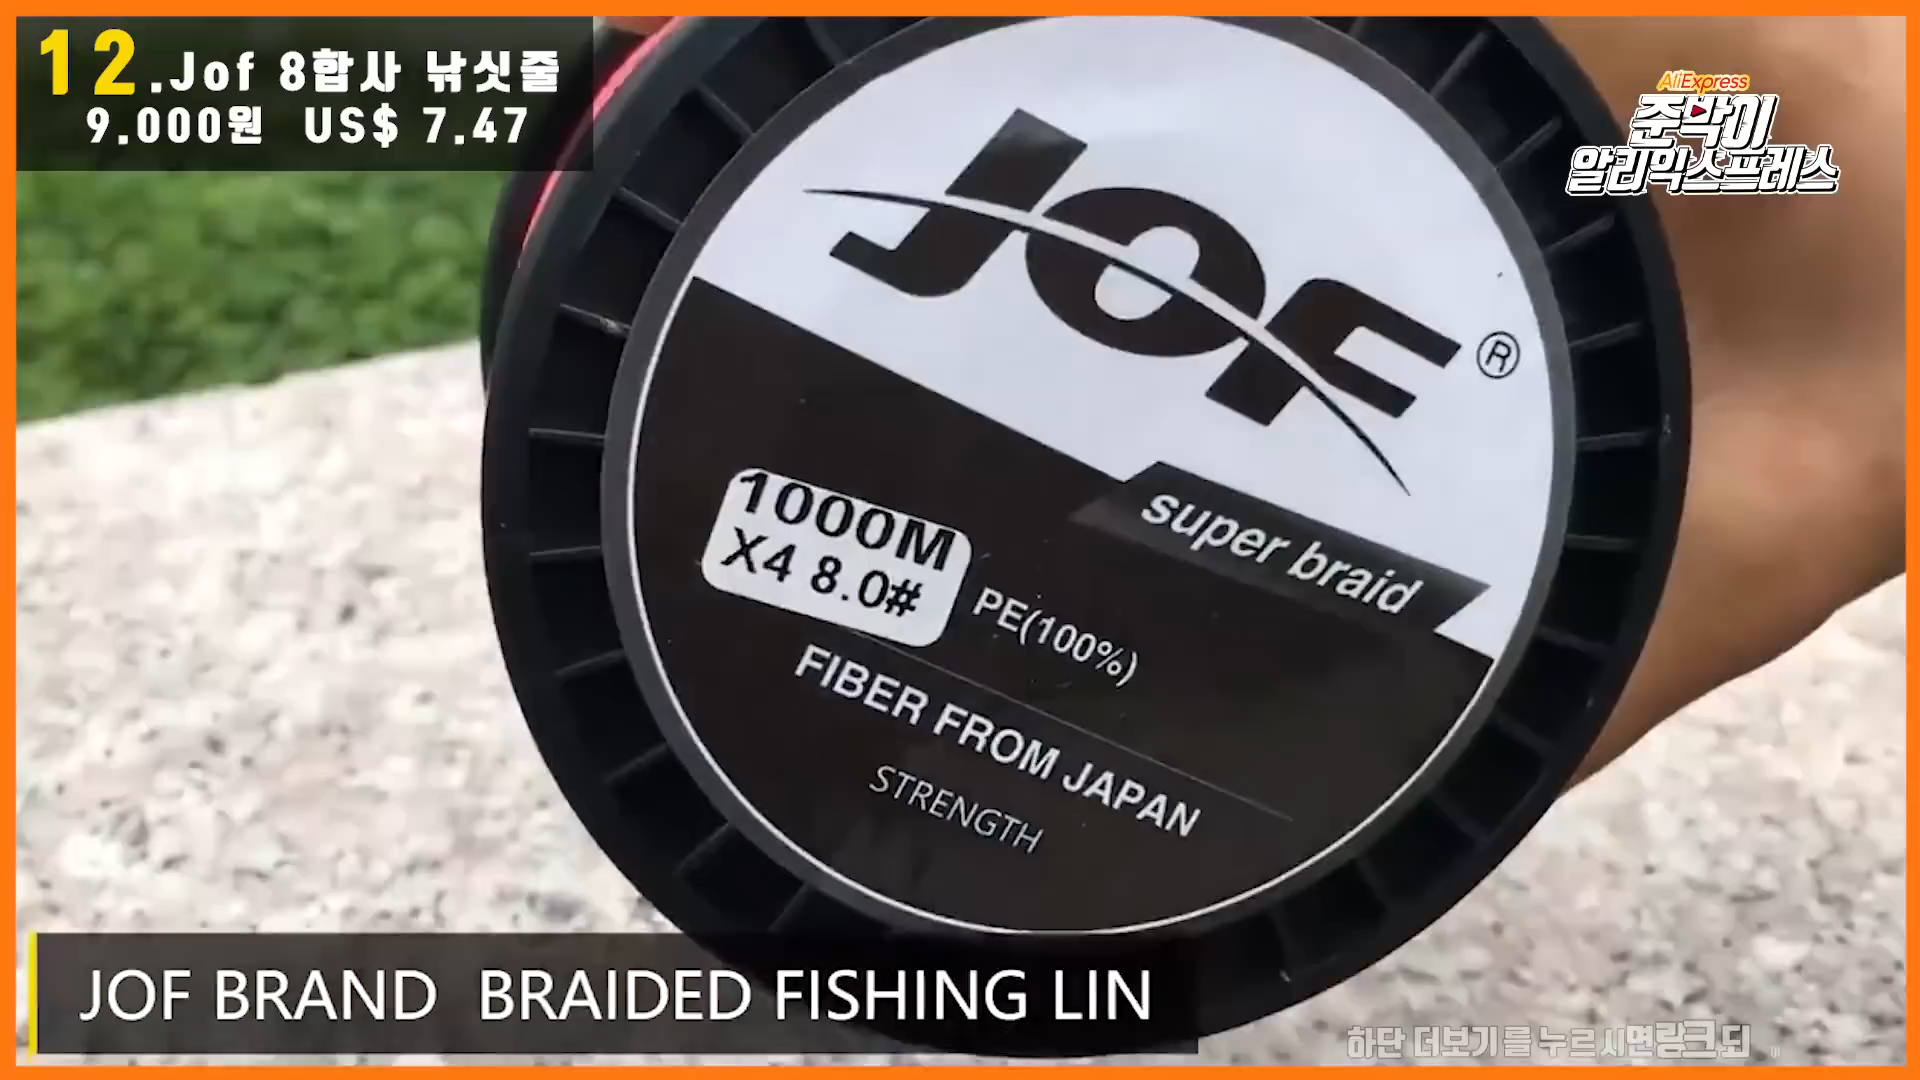 12.Jof 8합사 낚싯줄
9,000원 US$ 7.47
AliExpress
준박이
알리익스프레스
JOF ®
super braid
1000M
X4 8.0#
PE(100%)
FIBER FROM JAPAN
STRENGTH
JOF BRAND BRAIDED FISHING LIN
하단 더보기를 누르시면링크되